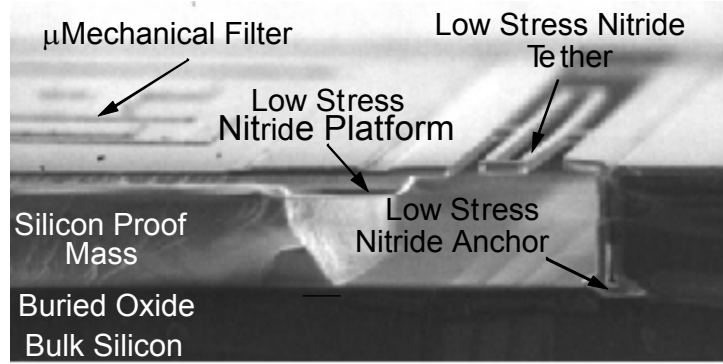 μMechanical Filter
Low Stress Nitride
Tether
Low Stress
Nitride Platform
Low Stress
Nitride Anchor
Silicon Proof
Mass
Buried Oxide
Bulk Silicon